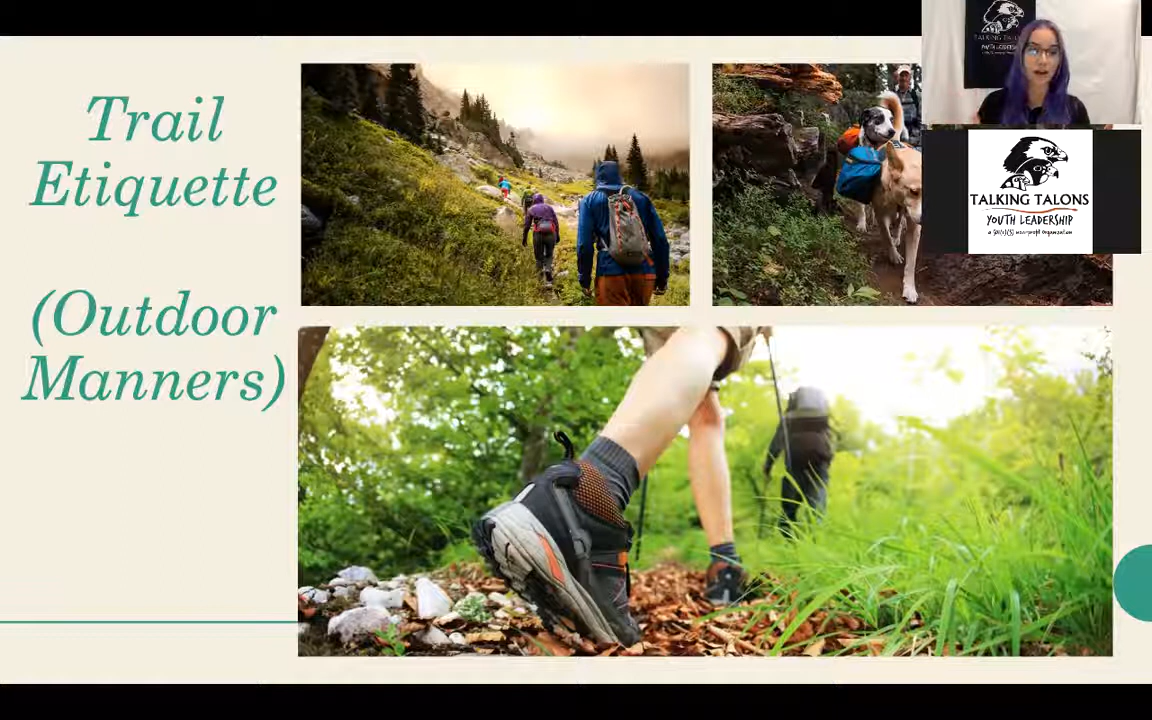 Trail
Etiquette
(Outdoor
Manners)
TALKING TALONS
YOUTH LEADERSHIP